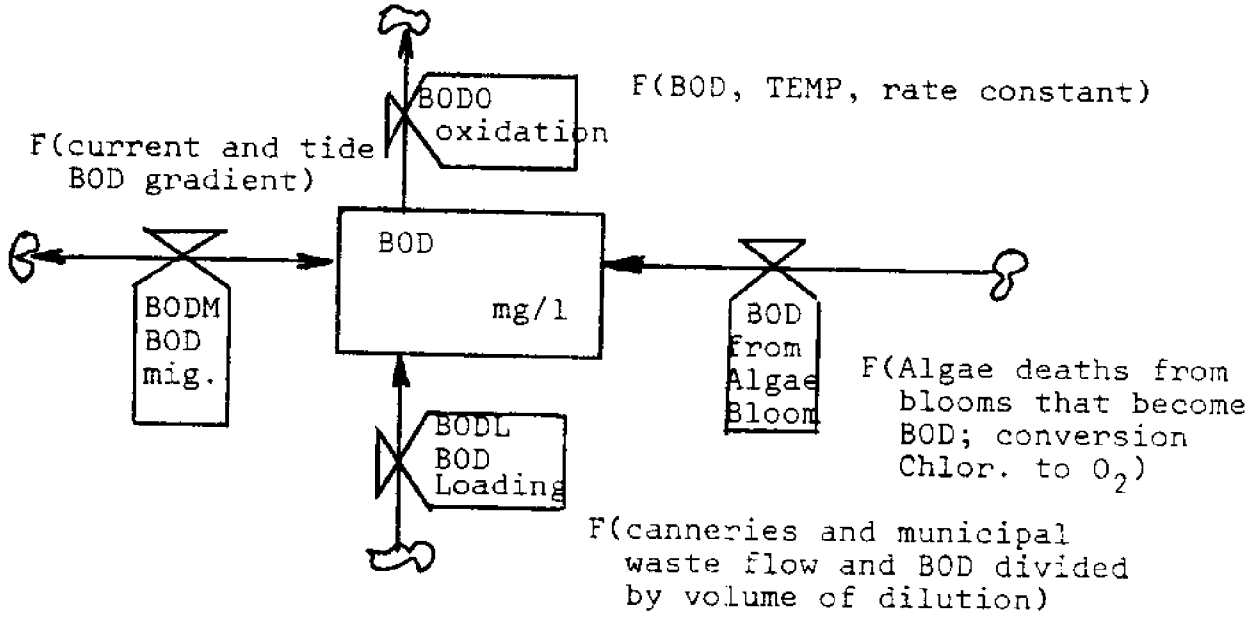 BODO
oxidation
F(BOD, TEMP, rate constant)
F(current and tide
BOD gradient)
BOD
mg/l
BODM
BOD
mig.
BOD
from
Algae
Bloom
F(Algae deaths from
blooms that become
BOD; conversion
Chlor. to O₂)
BODL
BOD
Loading
F(canneries and municipal
waste flow and BOD divided
by volume of dilution)